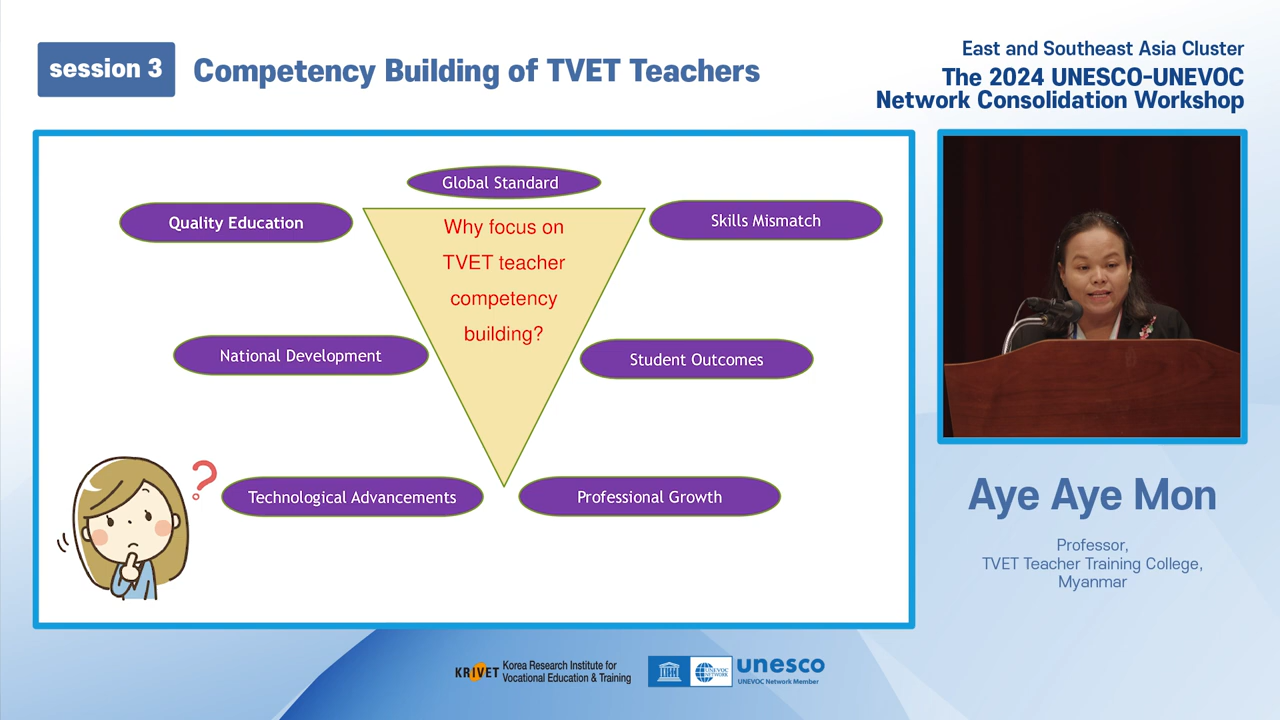 session 3
Competency Building of TVET Teachers
East and Southeast Asia Cluster
The 2024 UNESCO-UNEVOC
Network Consolidation Workshop
Global Standard
Quality Education
Skills Mismatch
Why focus on
TVET teacher
competency
building?
National Development
Student Outcomes
?
Technological Advancements
Professional Growth
Aye Aye Mon
Professor,
TVET Teacher Training College,
Myanmar
KRIVET
Korea Research Institute for
Vocational Education & Training
UNEVOC
NETWORK
unesco
UNEVOC Network Member